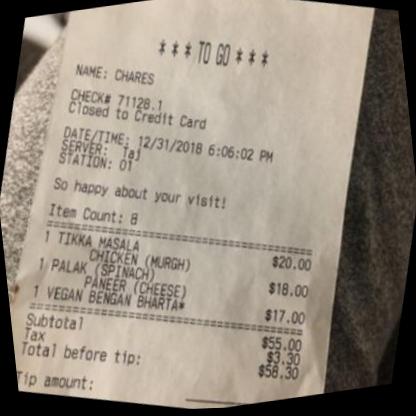 *** TO GO ***
NAME: CHARES
CHECK# 71128.1
Closed to Credit Card
DATE/TIME: 12/31/2018 6:06:02 PM
SERVER: Taj
STATION: 01
So happy about your visit!
Item Count: 8
1 TIKKA MASALA
CHICKEN (MURGH) $20.00
1 PALAK (SPINACH)
PANEER (CHEESE) $18.00
1 VEGAN BENGAN BHARTA* $17.00
Subtotal $55.00
Tax $3.30
Total before tip: $58.30
Tip amount: